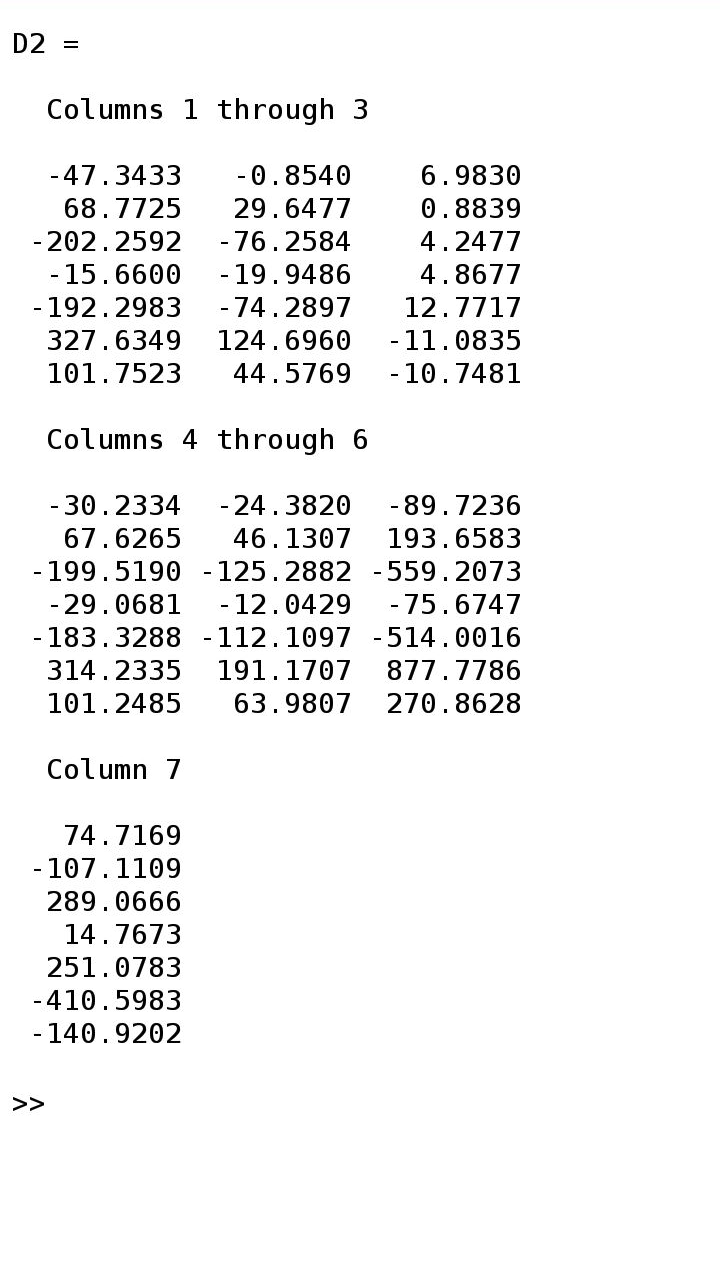 D2 =
Columns 1 through 3
-47.3433 -0.8540 6.9830
68.7725 29.6477 0.8839
-202.2592 -76.2584 4.2477
-15.6600 -19.9486 4.8677
-192.2983 -74.2897 12.7717
327.6349 124.6960 -11.0835
101.7523 44.5769 -10.7481
Columns 4 through 6
-30.2334 -24.3820 -89.7236
67.6265 46.1307 193.6583
-199.5190 -125.2882 -559.2073
-29.0681 -12.0429 -75.6747
-183.3288 -112.1097 -514.0016
314.2335 191.1707 877.7786
101.2485 63.9807 270.8628
Column 7
74.7169
-107.1109
289.0666
14.7673
251.0783
-410.5983
-140.9202
>>